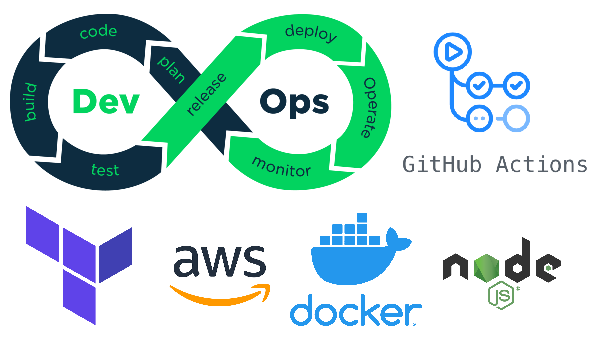 code
plan
build
Dev
test
release
deploy
Ops
Operate
monitor
GitHub Actions
aws
docker
node
JS